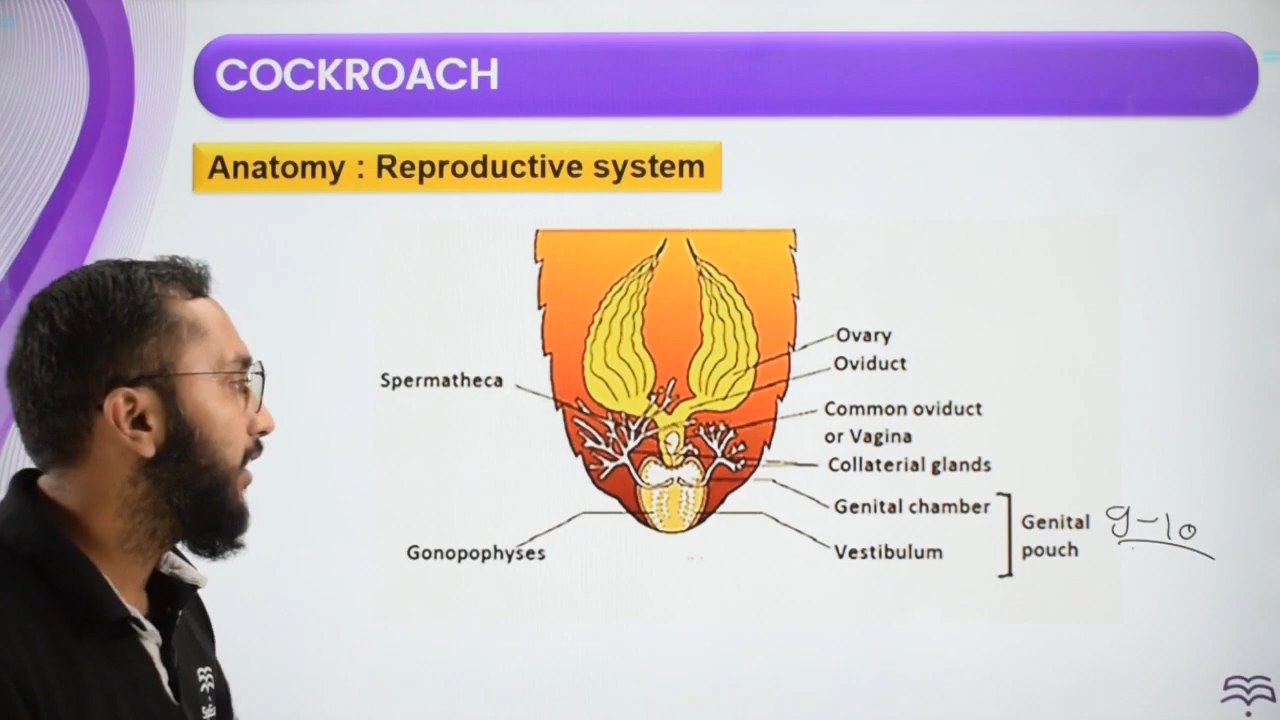 COCKROACH
Anatomy : Reproductive system
Ovary
Oviduct
Spermatheca
Common oviduct
or Vagina
Collaterial glands
Genital chamber
Genital
pouch
9-10
Gonopophyses
Vestibulum